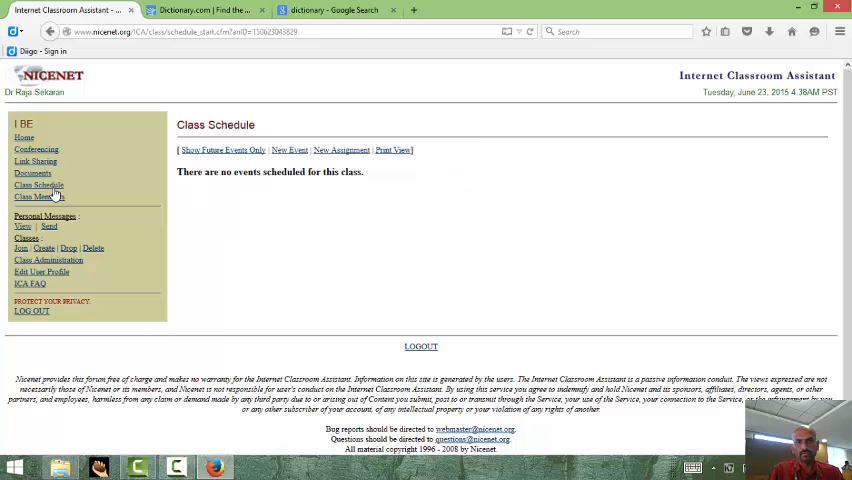 Internet Classroom Assistant - ...
Dictionary.com | Find the ...
dictionary - Google Search
www.nicenet.org/ICA/class/schedule_start.cfm?anID=150623043829
Search
Diigo - Sign in
NICENET
Internet Classroom Assistant
Dr Raja Sekaran
Tuesday, June 23, 2015 4:38AM PST
I BE
Home
Conferencing
Link Sharing
Documents
Class Schedule
Class Members
Personal Messages :
View | Send
Classes :
Join | Create | Drop | Delete
Class Administration
Edit User Profile
ICA FAQ
PROTECT YOUR PRIVACY.
LOG OUT
Class Schedule
[ Show Future Events Only | New Event | New Assignment | Print View]
There are no events scheduled for this class.
LOGOUT
Nicenet provides this forum free of charge and makes no warranty for the Internet Classroom Assistant. Information on this site is generated by the users. The Internet Classroom Assistant is a passive information conduit. The views expressed are not
necessarily those of Nicenet or its members, and Nicenet is not responsible for user's conduct on the Internet Classroom Assistant. By using this service you agree to indemnify and hold Nicenet and its sponsors, affiliates, directors, agents, or other
partners, and employees, harmless from any claim or demand made by any third party due to or arising out of Content you submit, post to or transmit through the Service, your use of the Service, your connection to the Service, or the infringement by you
or any other subscriber of your account, of any intellectual property or your violation of any rights of another.
Bug reports should be directed to webmaster@nicenet.org.
Questions should be directed to questions@nicenet.org.
All material copyright 1996 - 2008 by Nicenet.